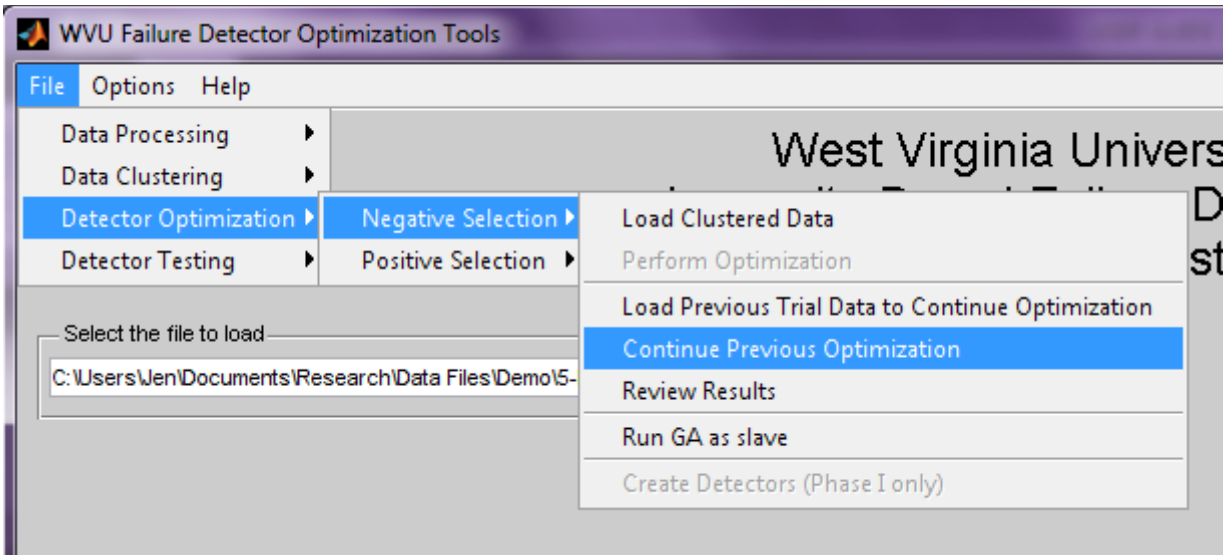 WVU Failure Detector Optimization Tools
File Options Help
Data Processing
Data Clustering
Detector Optimization
Detector Testing
Negative Selection
Positive Selection
Load Clustered Data
Perform Optimization
Load Previous Trial Data to Continue Optimization
Continue Previous Optimization
Review Results
Run GA as slave
Create Detectors (Phase I only)
West Virginia Univers
D
st
Select the file to load
C:\Users\Jen\Documents\Research\Data Files\Demo\5-